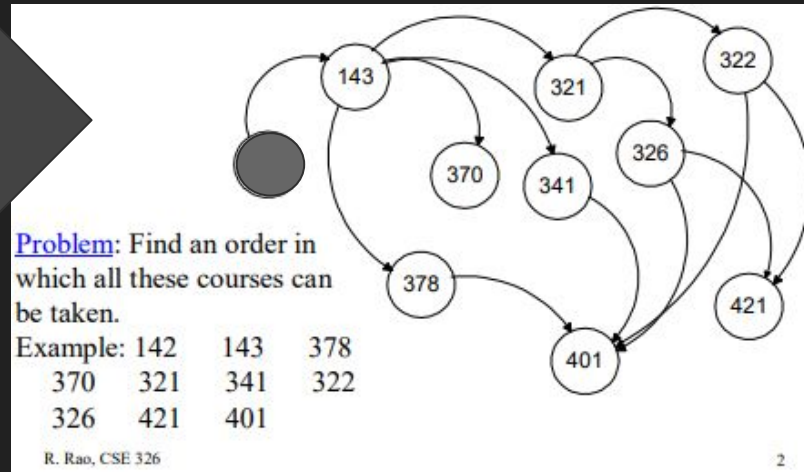 143
321
322
326
370
341
378
421
401
Problem: Find an order in
which all these courses can
be taken.
Example: 142 143 378
370 321 341 322
326 421 401
R. Rao, CSE 326
2